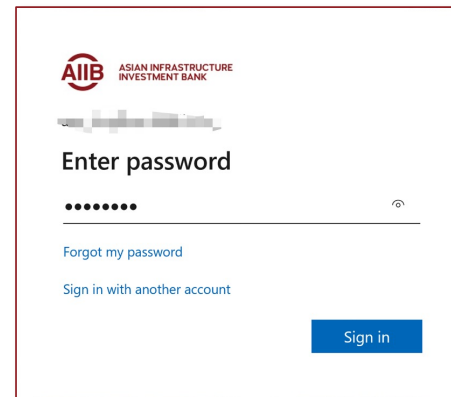 AIIB
ASIAN INFRASTRUCTURE
INVESTMENT BANK
Enter password
Forgot my password
Sign in with another account
Sign in